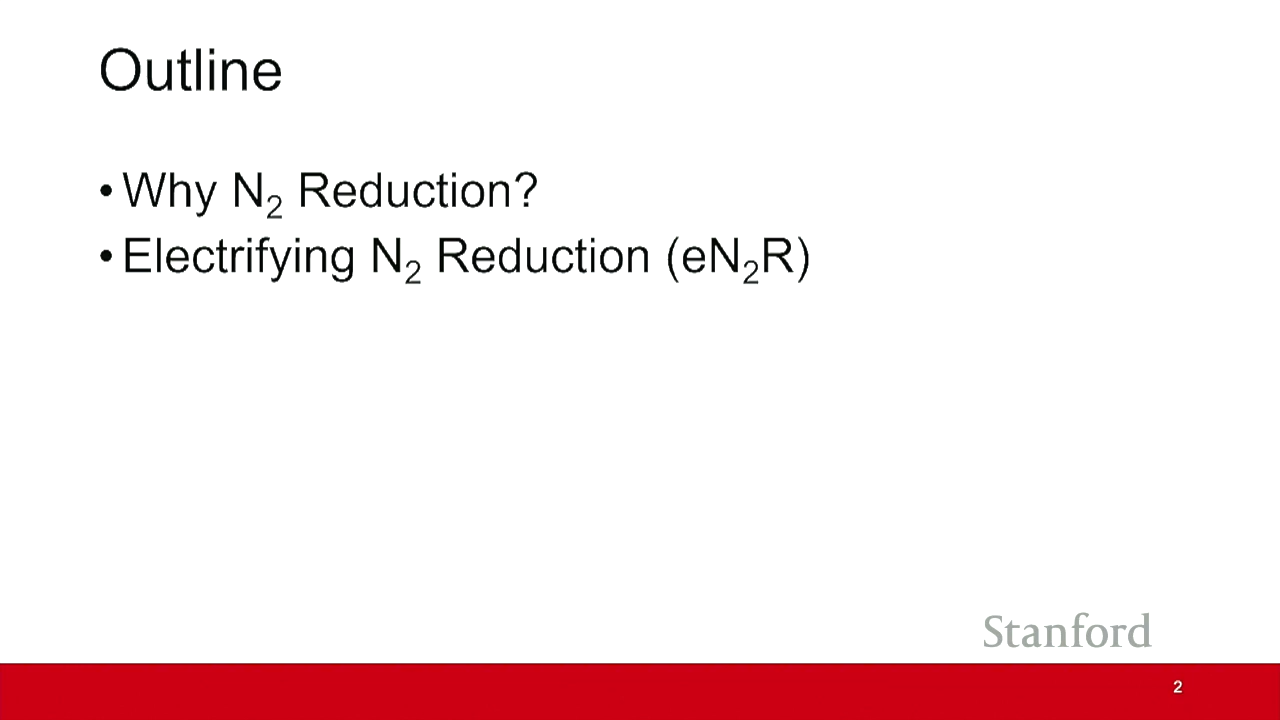 Outline
• Why N₂ Reduction?
• Electrifying N₂ Reduction (eN₂R)
Stanford
2